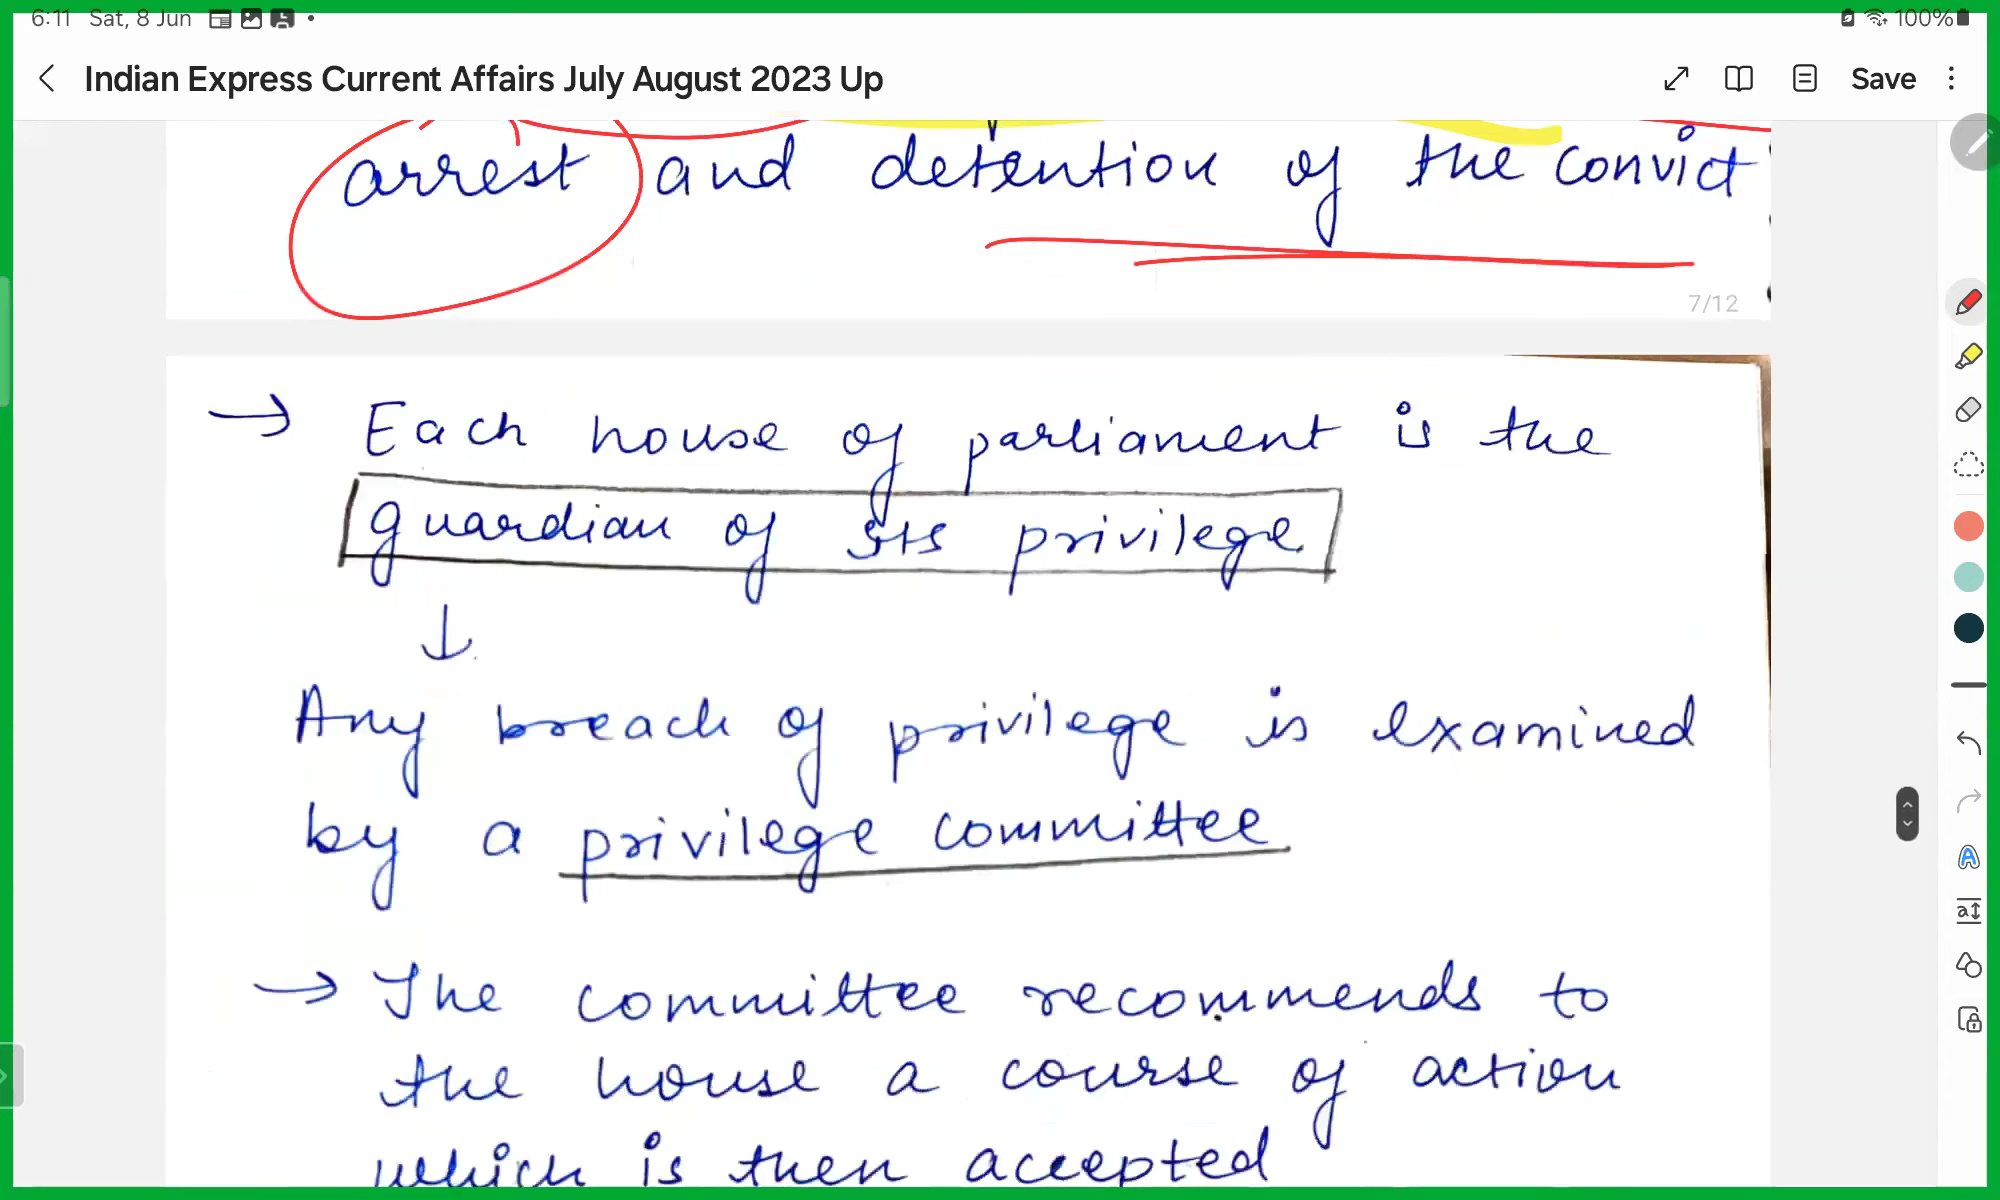 6:11 Sat, 8 Jun
100%
Indian Express Current Affairs July August 2023 Up
Save
arrest and detention of the convict
7/12
→ Each house of parliament is the
guardian of its privilege
↓
Any breach of privilege is examined
by a privilege committee
→ The committee recommends to
the house a course of action
which is then accepted